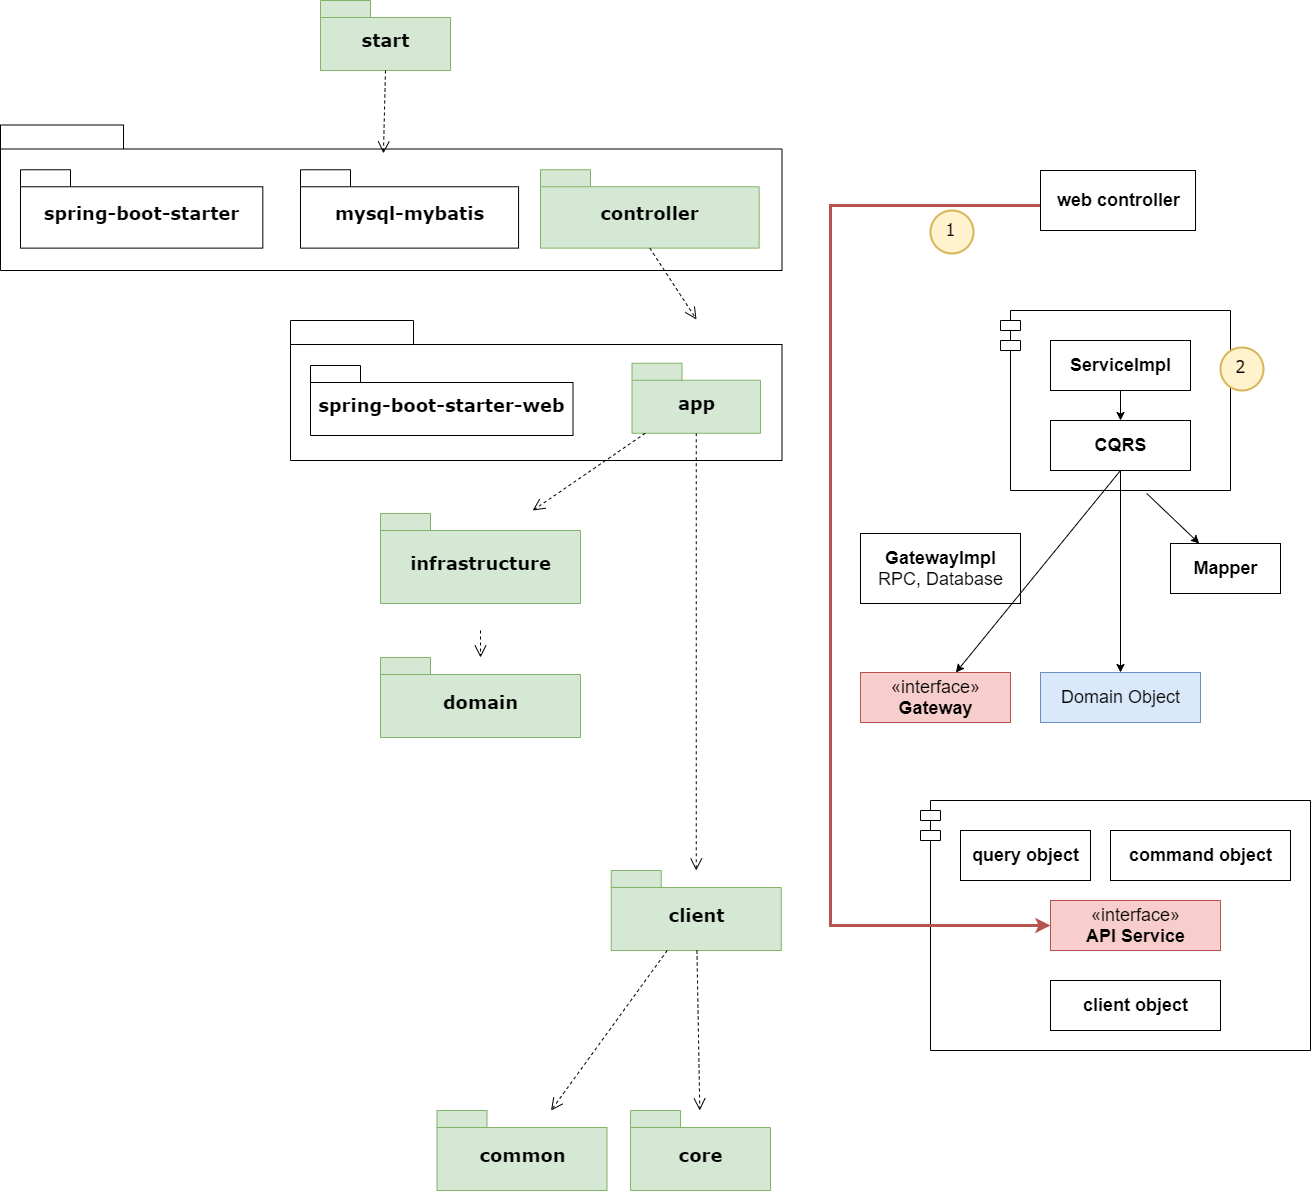 start
spring-boot-starter
mysql-mybatis
controller
web controller
1
spring-boot-starter-web
app
ServiceImpl
2
CQRS
infrastructure
GatewayImpl
RPC, Database
Mapper
domain
«interface»
Gateway
Domain Object
query object
command object
client
«interface»
API Service
client object
common
core